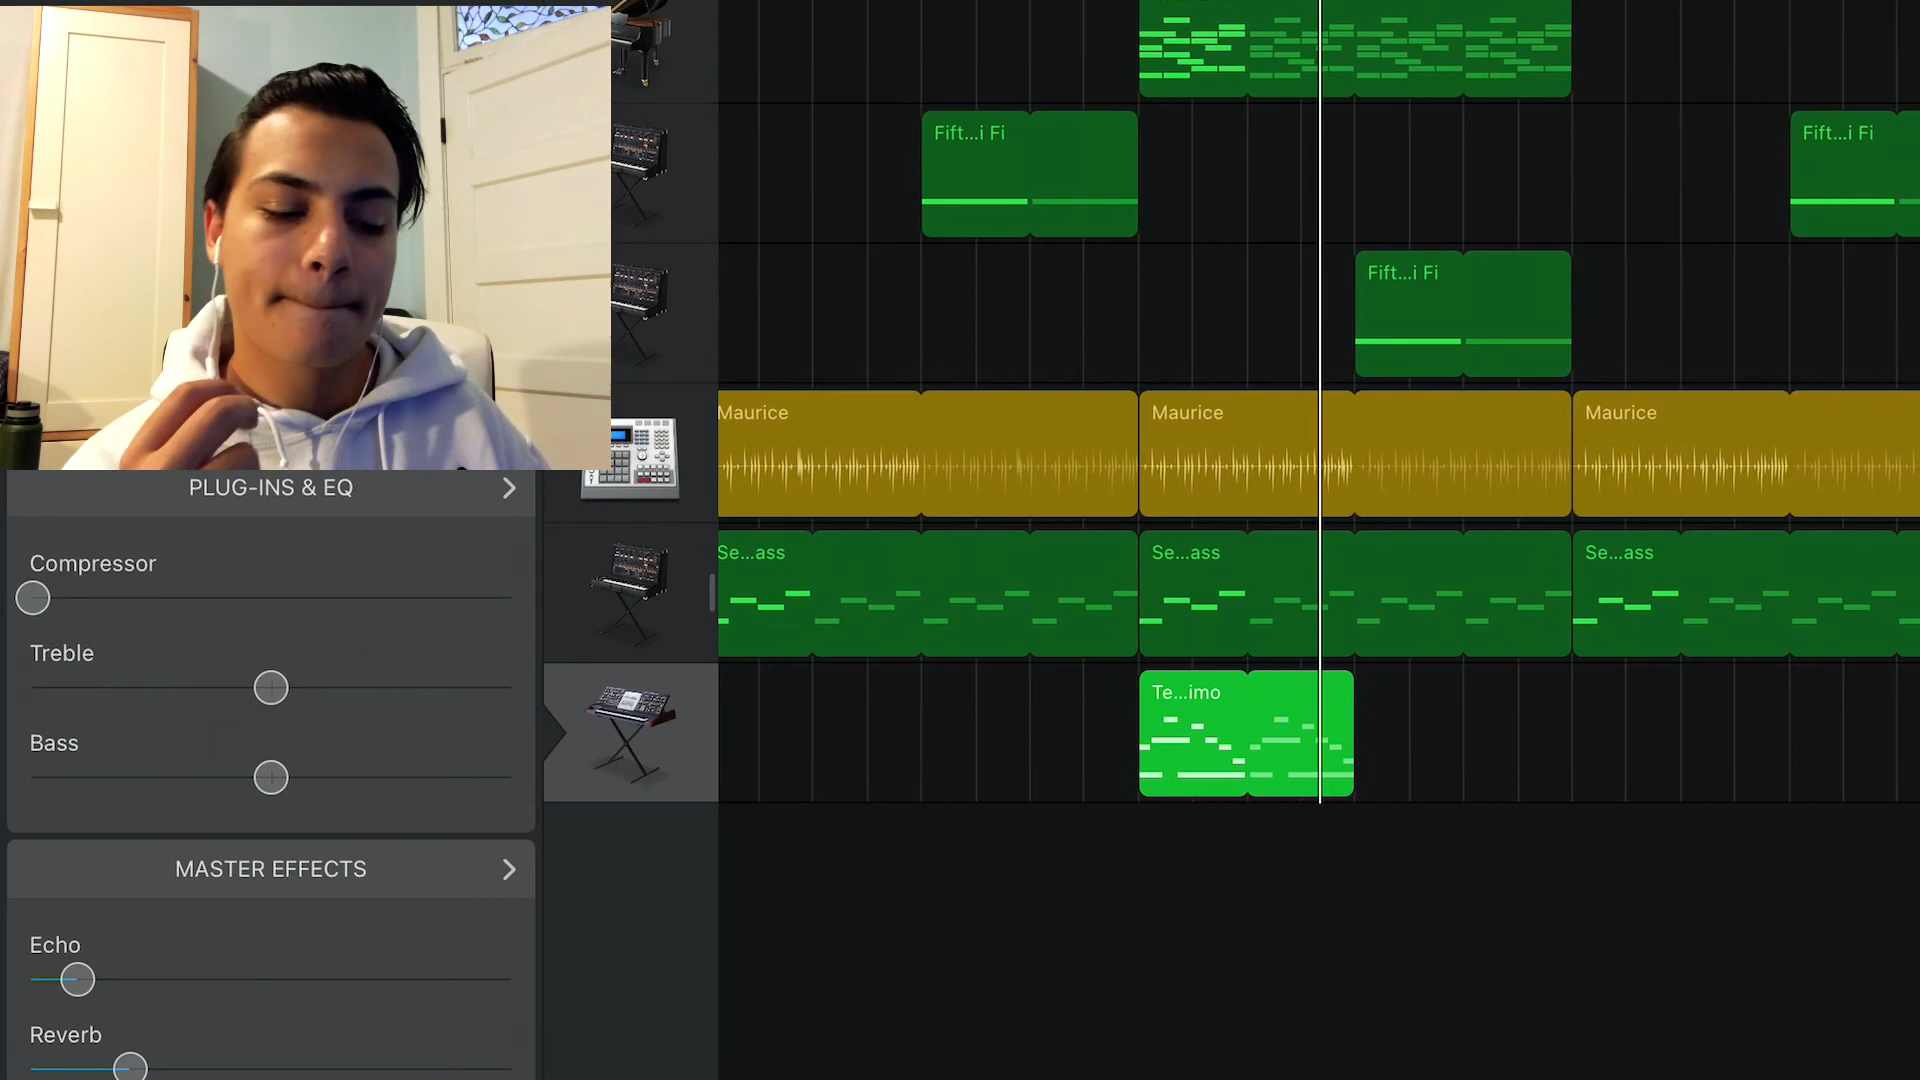 Fift...i Fi
Fift...i Fi
Fift...i Fi
Maurice
Maurice
Maurice
PLUG-INS & EQ
Compressor
Se...ass
Se...ass
Se...ass
Treble
Te...imo
Bass
MASTER EFFECTS
Echo
Reverb